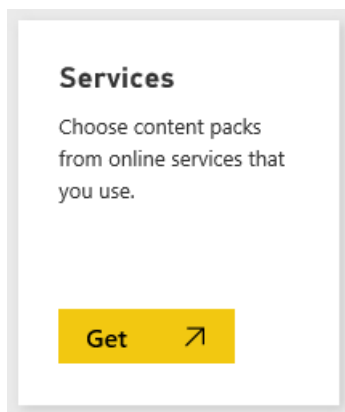 Services
Choose content packs
from online services that
you use.
Get